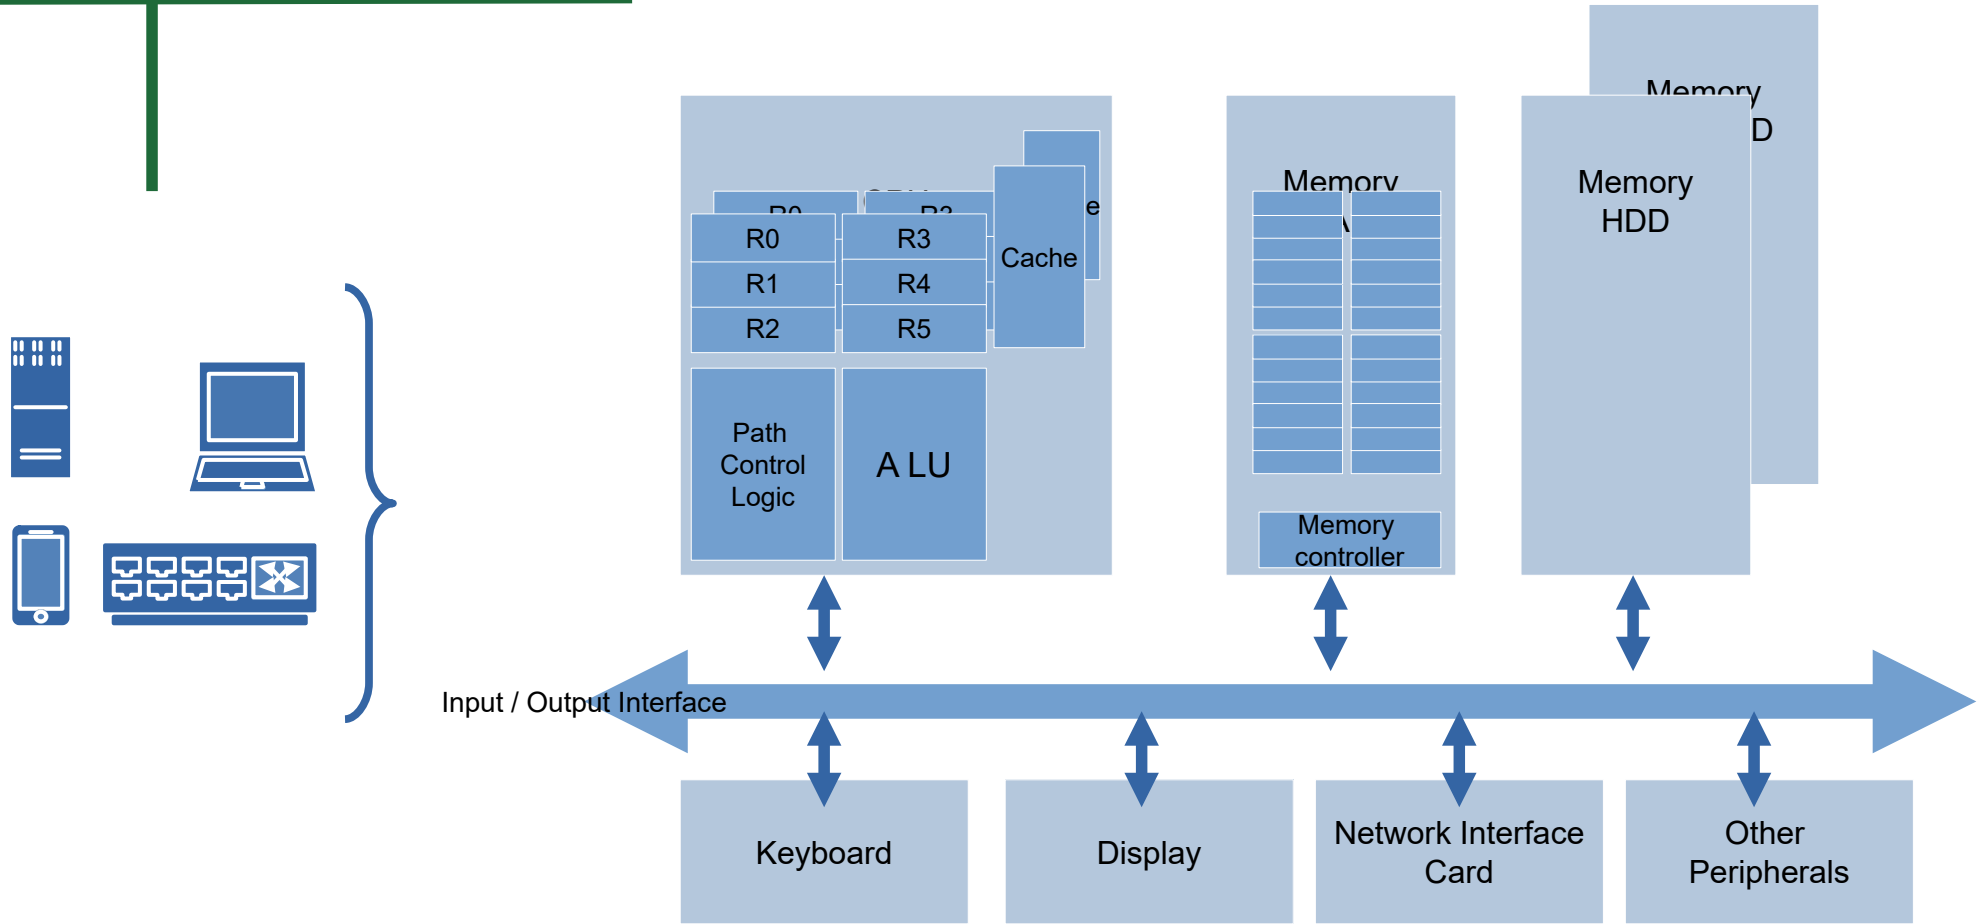 Memory
D
Memory
HDD
Memory
R0
R3
Cache
R0
R1
R2
R3
R4
R5
Path
Control
Logic
A LU
Memory
controller
Input / Output Interface
Keyboard
Display
Network Interface
Card
Other
Peripherals